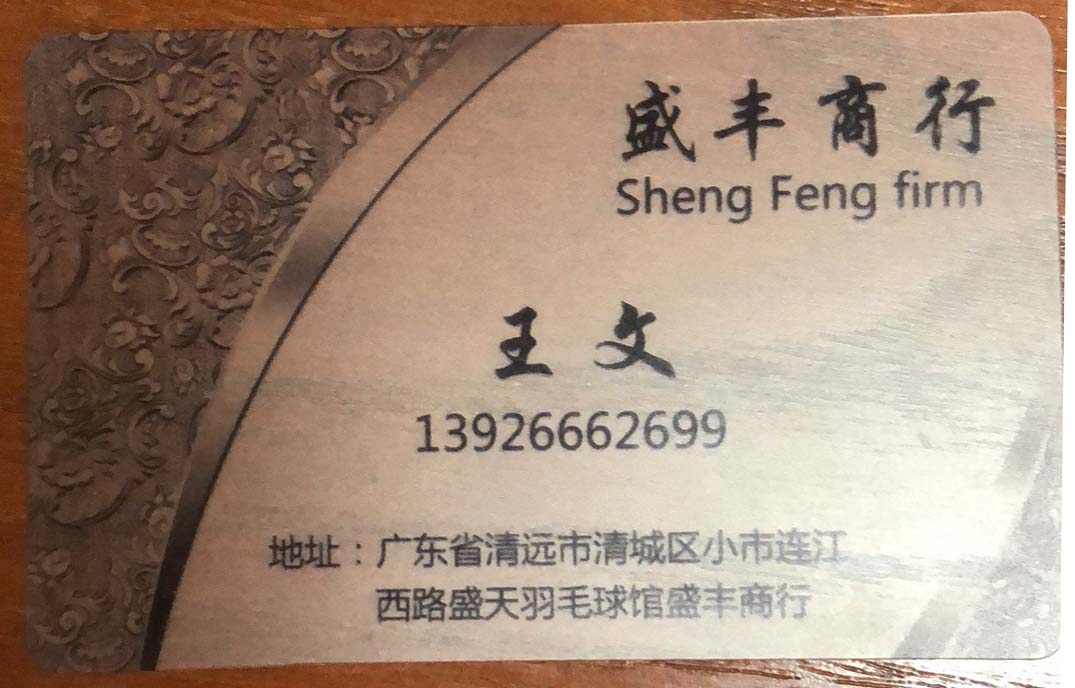 盛丰商行
Sheng Feng firm
王文
13926662699
地址：广东省清远市清城区小市连江
西路盛天羽毛球馆盛丰商行